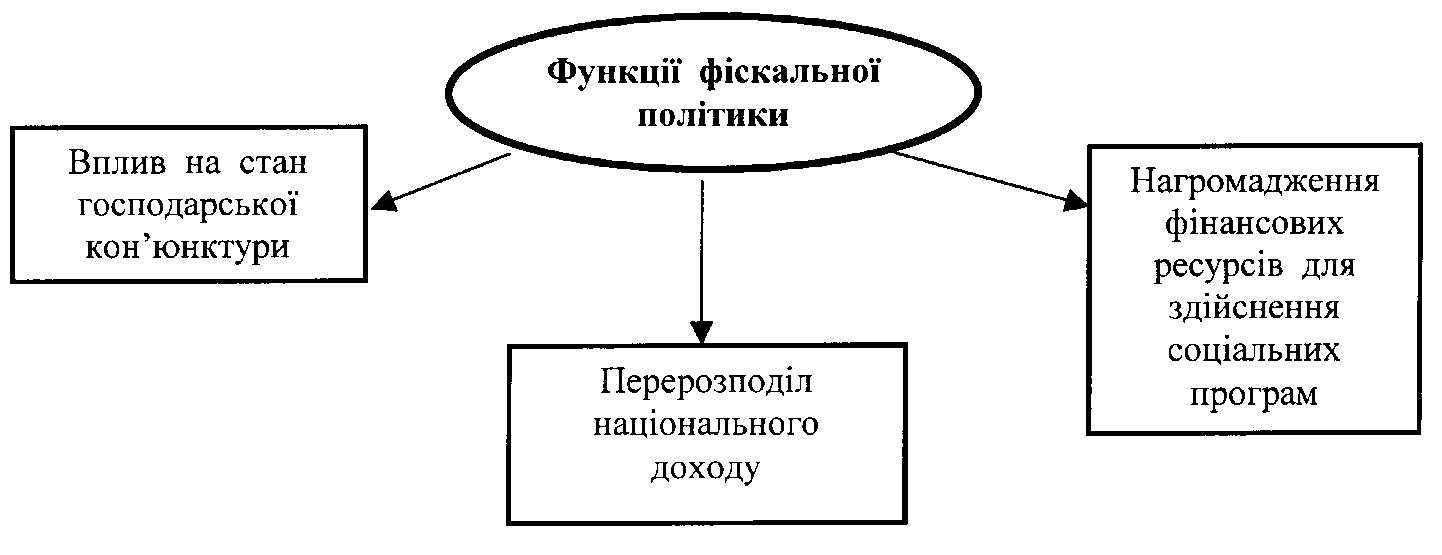 Функції фіскальної
політики
Вплив на стан
господарської
кон’юнктури
Перерозподіл
національного
доходу
Нагромадження
фінансових
ресурсів для
здійснення
соціальних
програм